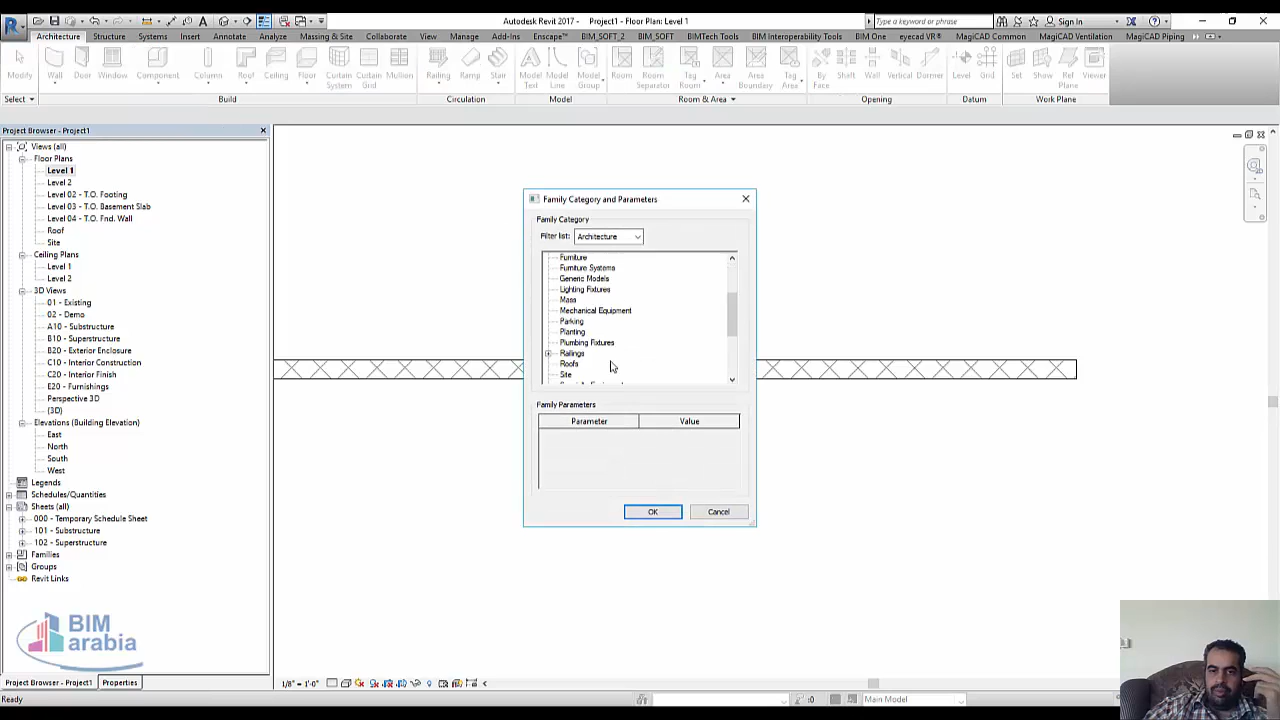 Autodesk Revit 2017 - Project1 - Floor Plan: Level 1
Type a keyword or phrase
Sign In
Architecture Structure Systems Insert Annotate Analyze Massing & Site Collaborate View Manage Add-Ins Enscape™ BIM_SOFT_2 BIM_SOFT BIMTech Tools BIM Interoperability Tools BIM One eyecad VR® MagiCAD Common MagiCAD Ventilation MagiCAD Piping
Modify Wall Door Window Component Column Roof Ceiling Floor Curtain System Curtain Grid Mullion Railing Ramp Stair Model Text Model Line Model Group Room Room Separator Tag Room Area Area Boundary Tag Area By Face Shaft Wall Vertical Dormer Level Grid Set Show Ref Plane Viewer
Select Build Circulation Model Room & Area Opening Datum Work Plane
Project Browser - Project1
Views (all)
Floor Plans
Level 1
Level 2
Level 02 - T.O. Footing
Level 03 - T.O. Basement Slab
Level 04 - T.O. Fnd. Wall
Roof
Site
Ceiling Plans
Level 1
Level 2
3D Views
01 - Existing
02 - Demo
A10 - Substructure
B10 - Superstructure
B20 - Exterior Enclosure
C10 - Interior Construction
C20 - Interior Finish
E20 - Furnishings
Perspective 3D
{3D}
Elevations (Building Elevation)
East
North
South
West
Legends
Schedules/Quantities
Sheets (all)
000 - Temporary Schedule Sheet
101 - Substructure
102 - Superstructure
Families
Groups
Revit Links
BIM
arabia
Project Browser - Project1 Properties
Ready
Family Category and Parameters
Family Category
Filter list: Architecture
Furniture
Furniture Systems
Generic Models
Lighting Fixtures
Mass
Mechanical Equipment
Parking
Planting
Plumbing Fixtures
Railings
Roofs
Site
Family Parameters
Parameter Value
OK Cancel
1/8" = 1'-0"
:0
Main Model